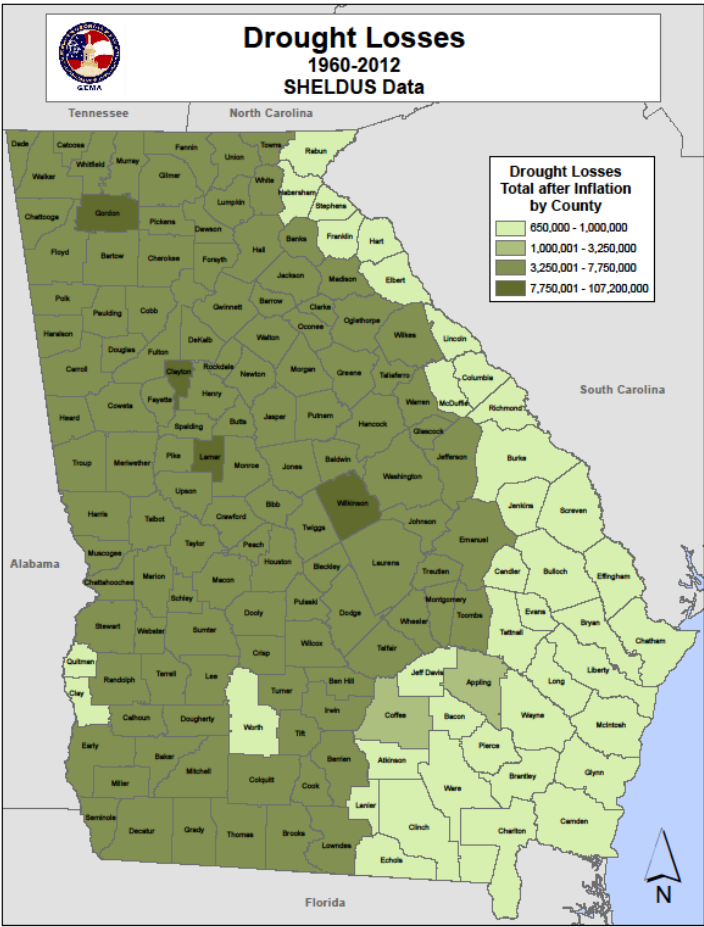 Drought Losses
1960-2012
SHELDUS Data
GEMA
Tennessee
North Carolina
Drought Losses
Total after Inflation
by County
650,000 - 1,000,000
1,000,001 - 3,250,000
3,250,001 - 7,750,000
7,750,001 - 107,200,000
Dade
Catoosa
Whitfield
Murray
Fannin
Union
Towns
Rabun
Walker
Gilmer
White
Habersham
Stephens
Chattooga
Gordon
Pickens
Lumpkin
Dawson
Banks
Franklin
Hart
Floyd
Bartow
Cherokee
Forsyth
Hall
Jackson
Madison
Elbert
Polk
Paulding
Cobb
Gwinnett
Barrow
Clarke
Oconee
Oglethorpe
Wilkes
Lincoln
Haralson
Douglas
Fulton
DeKalb
Walton
Carroll
Clayton
Rockdale
Newton
Morgan
Greene
Taliaferro
Columbia
McDuffie
Richmond
South Carolina
Heard
Coweta
Fayette
Henry
Spalding
Butts
Jasper
Putnam
Hancock
Warren
Glascock
Jefferson
Burke
Troup
Meriwether
Pike
Lamar
Monroe
Jones
Baldwin
Washington
Upson
Wilkinson
Jenkins
Screven
Harris
Talbot
Crawford
Bibb
Twiggs
Johnson
Emanuel
Alabama
Muscogee
Taylor
Peach
Houston
Bleckley
Laurens
Treutlen
Candler
Bulloch
Effingham
Chattahoochee
Marion
Macon
Schley
Dooly
Pulaski
Dodge
Montgomery
Wheeler
Toombs
Tattnall
Evans
Bryan
Chatham
Stewart
Webster
Sumter
Crisp
Wilcox
Telfair
Quitman
Randolph
Terrell
Lee
Turner
Ben Hill
Jeff Davis
Appling
Long
Liberty
Clay
Calhoun
Dougherty
Worth
Irwin
Tift
Coffee
Bacon
Wayne
McIntosh
Early
Baker
Mitchell
Berrien
Atkinson
Pierce
Miller
Colquitt
Cook
Ware
Brantley
Glynn
Seminole
Decatur
Grady
Thomas
Brooks
Lowndes
Lanier
Clinch
Charlton
Camden
Echols
Florida
N